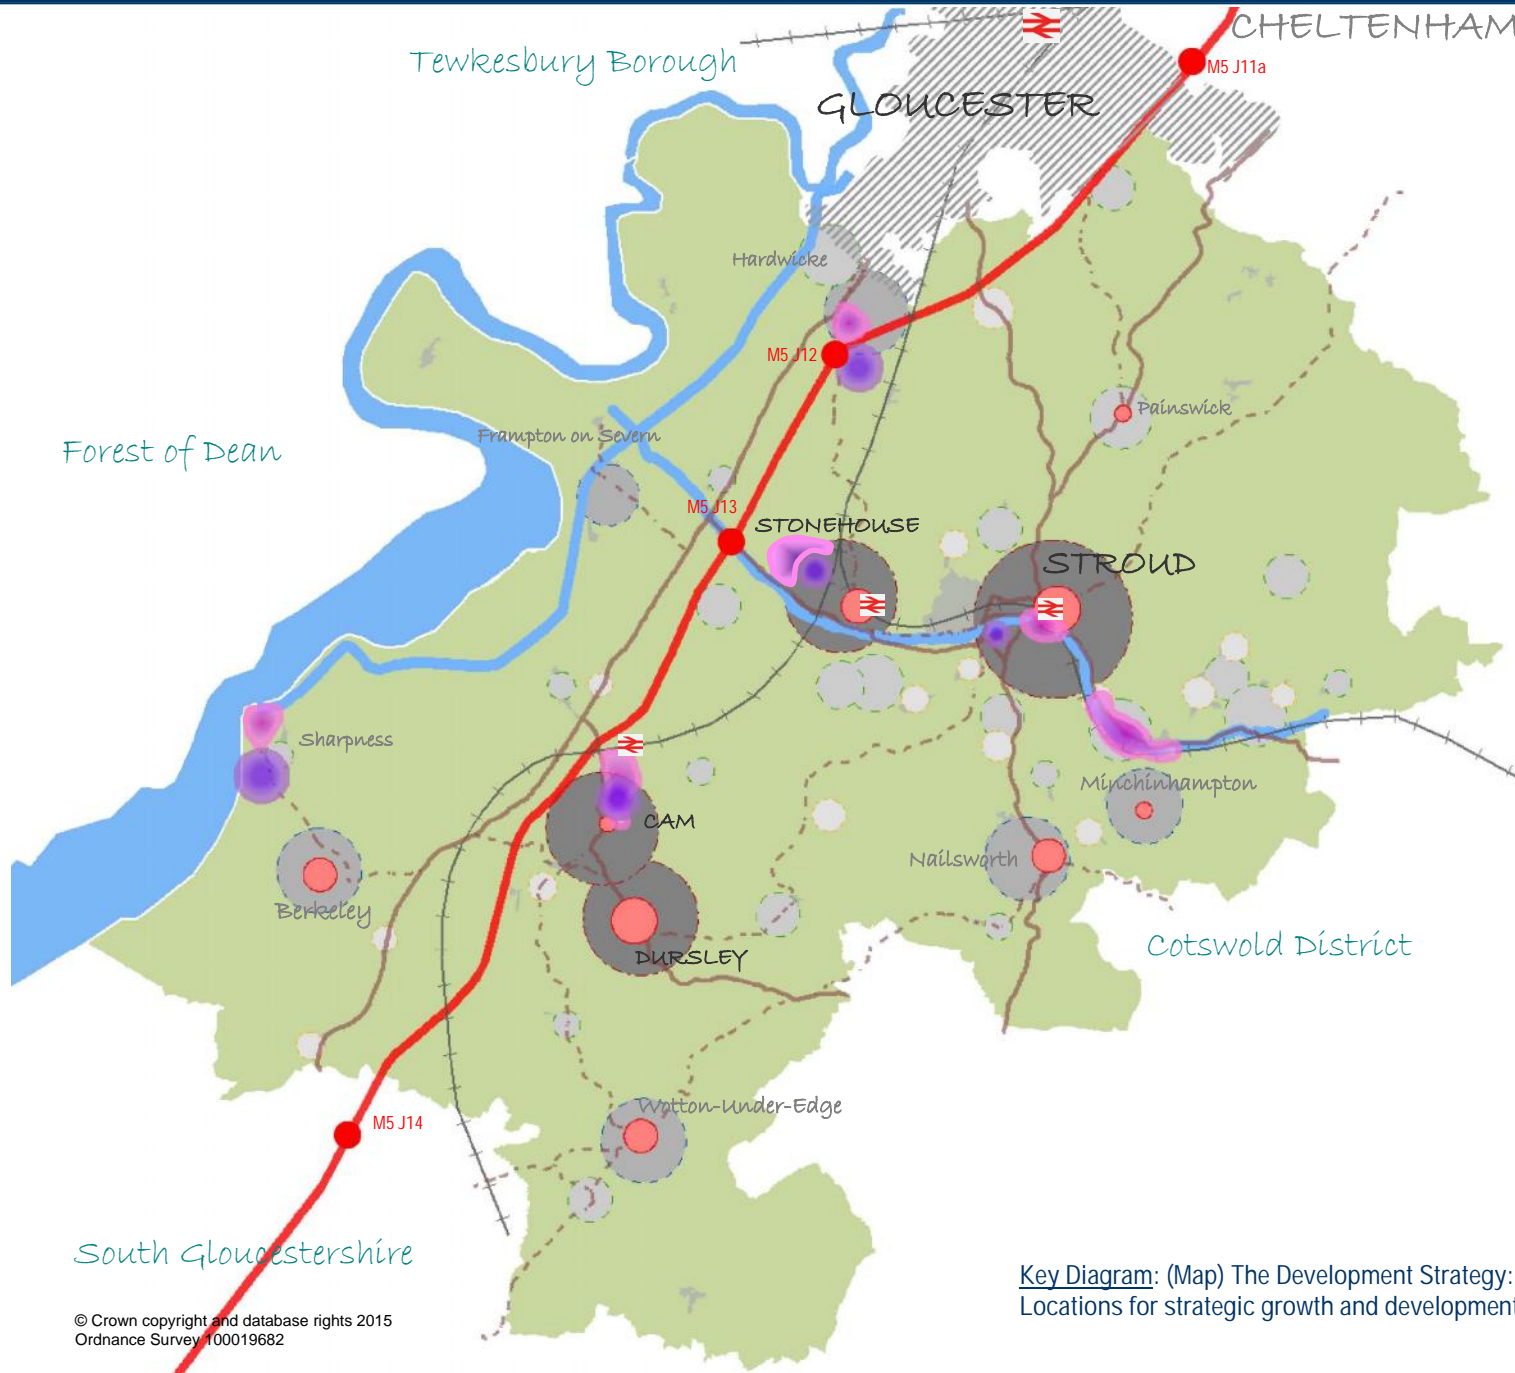 CHELTENHAM
Tewkesbury Borough
M5 J11a
GLOUCESTER
Hardwicke
M5 J12
Painswick
Forest of Dean
Frampton on Severn
M5 J13
STONEHOUSE
STROUD
Sharpness
Minchinhampton
CAM
Nailsworth
Berkeley
Cotswold District
DURSLEY
Wotton-Under-Edge
M5 J14
South Gloucestershire
Key Diagram: (Map) The Development Strategy:
Locations for strategic growth and development
© Crown copyright and database rights 2015
Ordnance Survey 100019682